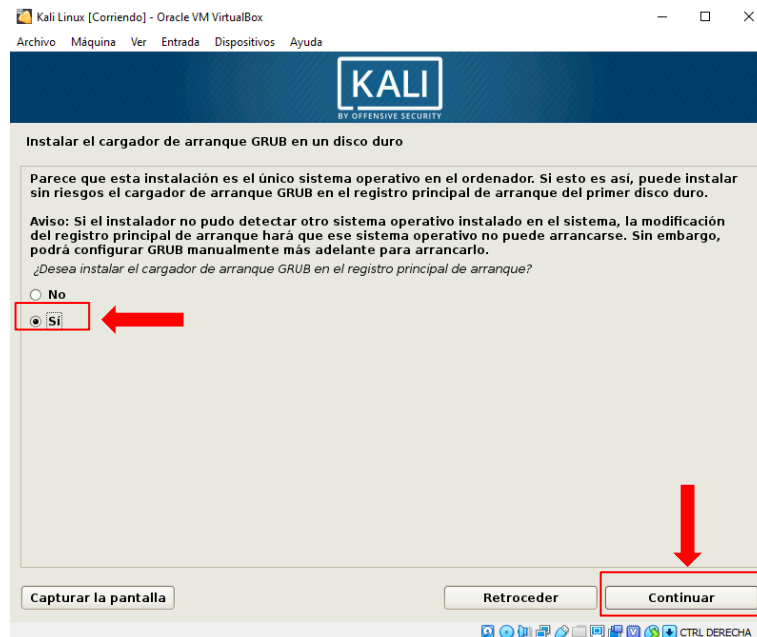 Kali Linux [Corriendo] - Oracle VM VirtualBox
Archivo Máquina Ver Entrada Dispositivos Ayuda
KALI
BY OFFENSIVE SECURITY
Instalar el cargador de arranque GRUB en un disco duro
Parece que esta instalación es el único sistema operativo en el ordenador. Si esto es así, puede instalar
sin riesgos el cargador de arranque GRUB en el registro principal de arranque del primer disco duro.
Aviso: Si el instalador no pudo detectar otro sistema operativo instalado en el sistema, la modificación
del registro principal de arranque hará que ese sistema operativo no puede arrancarse. Sin embargo,
podrá configurar GRUB manualmente más adelante para arrancarlo.
¿Desea instalar el cargador de arranque GRUB en el registro principal de arranque?
No
Sí
Capturar la pantalla
Retroceder
Continuar
CTRL DERECHA